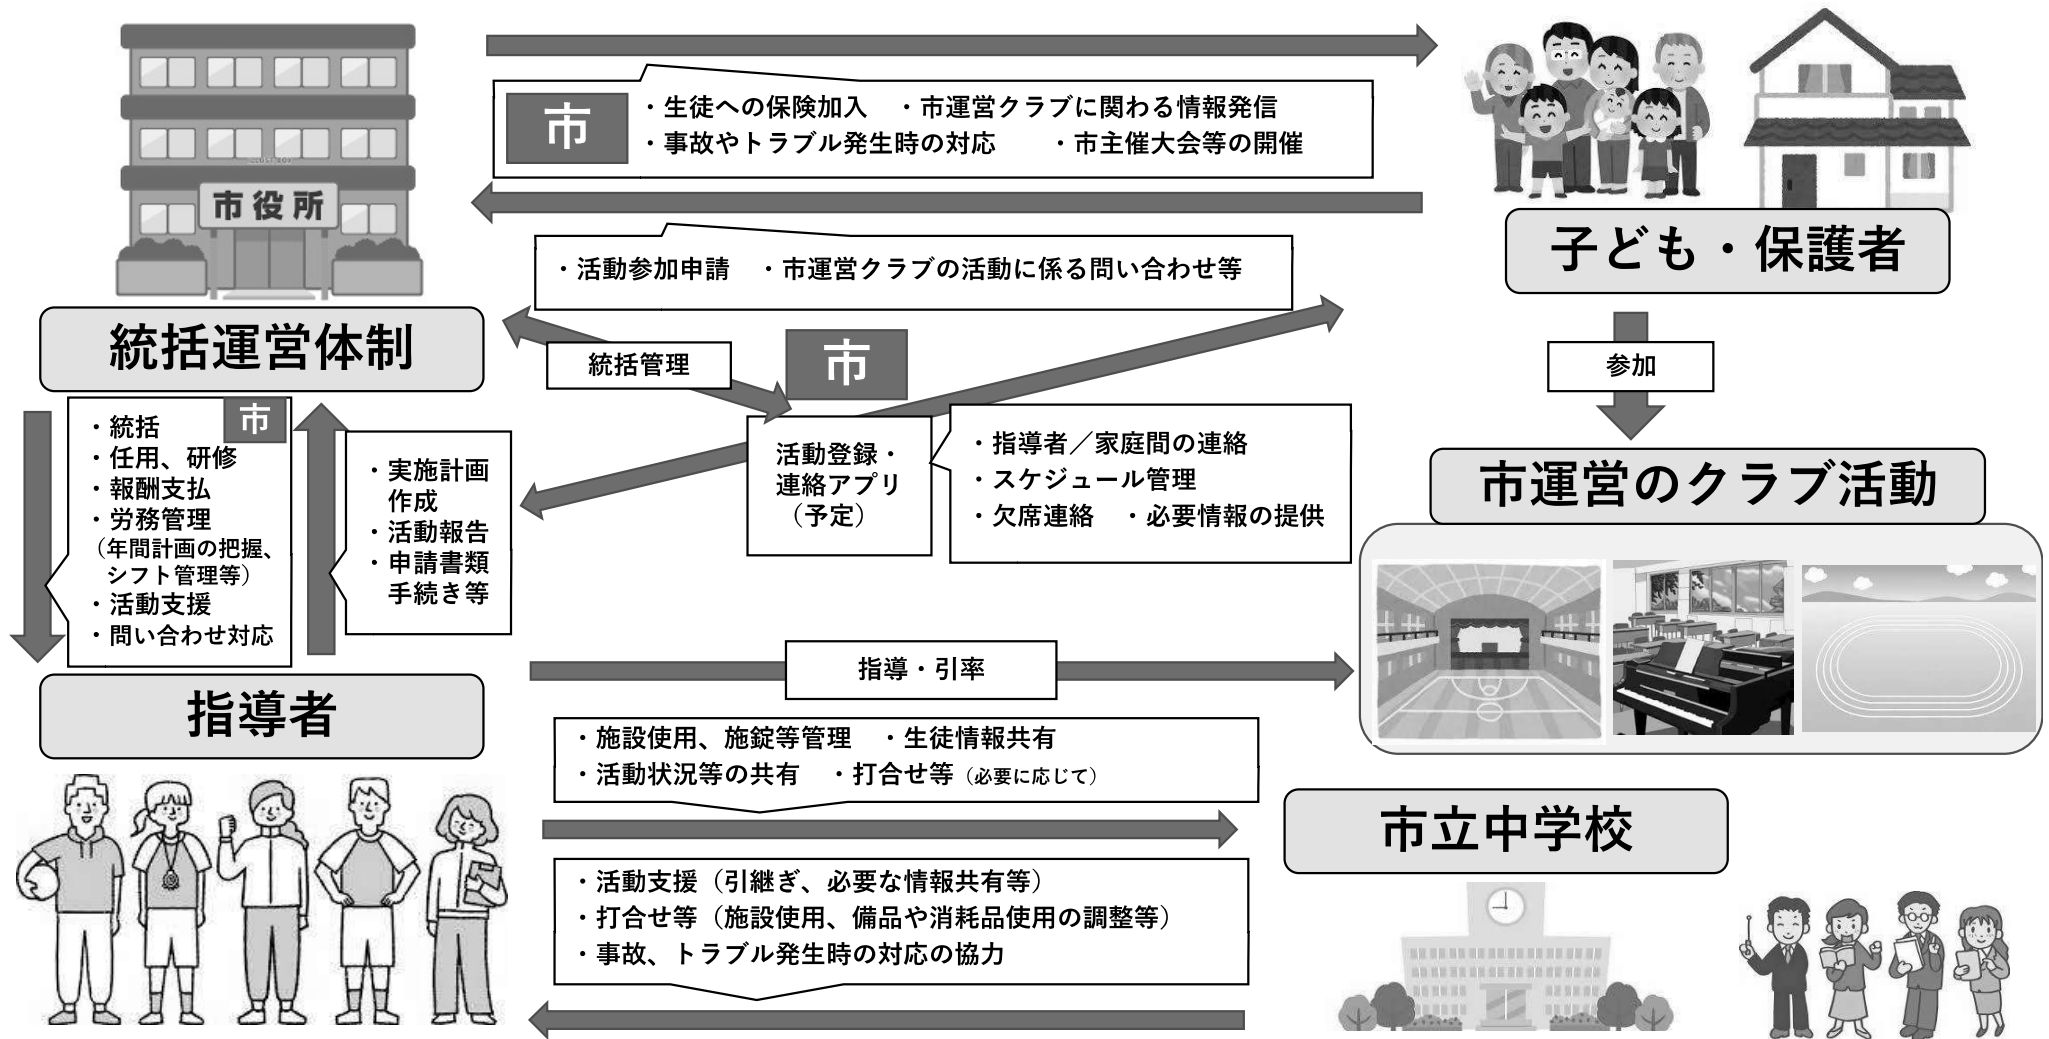 市
・生徒への保険加入　・市運営クラブに関わる情報発信
・事故やトラブル発生時の対応　　・市主催大会等の開催
市役所
子ども・保護者
・活動参加申請　・市運営クラブの活動に係る問い合わせ等
統括運営体制
統括管理
市
参加
市
・統括
・任用、研修
・報酬支払
・労務管理
（年間計画の把握、
シフト管理等）
・活動支援
・問い合わせ対応
・実施計画
作成
・活動報告
・申請書類
手続き等
活動登録・
連絡アプリ
（予定）
・指導者／家庭間の連絡
・スケジュール管理
・欠席連絡　・必要情報の提供
市運営のクラブ活動
指導者
指導・引率
・施設使用、施錠等管理　・生徒情報共有
・活動状況等の共有　・打合せ等（必要に応じて）
市立中学校
・活動支援（引継ぎ、必要な情報共有等）
・打合せ等（施設使用、備品や消耗品使用の調整等）
・事故、トラブル発生時の対応の協力